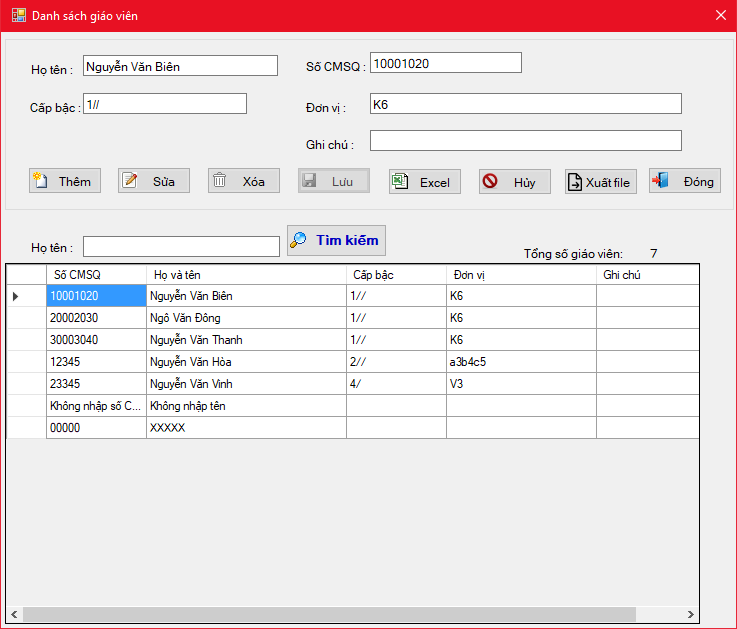 Danh sách giáo viên
Họ tên : Nguyễn Văn Biên Số CMSQ : 10001020
Cấp bậc : 1// Đơn vị : K6
Ghi chú :
Thêm Sửa Xóa Lưu Excel Hủy Xuất file Đóng
Họ tên : Tìm kiếm Tổng số giáo viên: 7
Số CMSQ Họ và tên Cấp bậc Đơn vị Ghi chú
10001020 Nguyễn Văn Biên 1// K6
20002030 Ngô Văn Đông 1// K6
30003040 Nguyễn Văn Thanh 1// K6
12345 Nguyễn Văn Hòa 2// a3b4c5
23345 Nguyễn Văn Vinh 4/ V3
Không nhập số C... Không nhập tên
00000 XXXXX